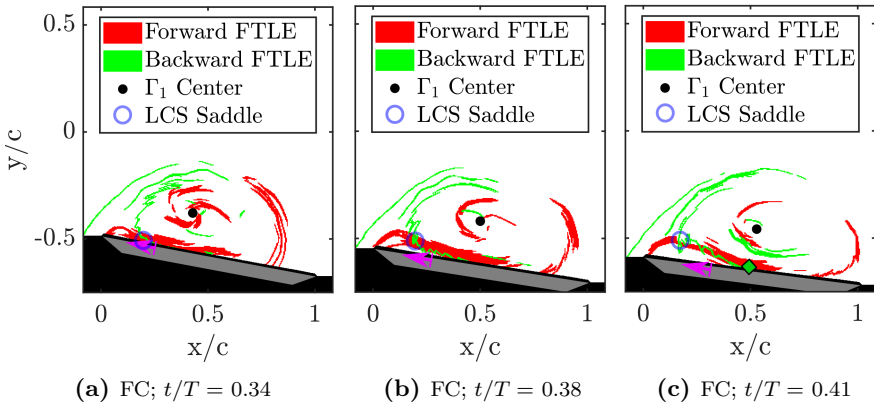 0.5
0
-0.5
y/c
Forward FTLE
Backward FTLE
Γ₁ Center
LCS Saddle
0
0.5
1
x/c
Forward FTLE
Backward FTLE
Γ₁ Center
LCS Saddle
0
0.5
1
x/c
Forward FTLE
Backward FTLE
Γ₁ Center
LCS Saddle
0
0.5
1
x/c
(a) FC; t/T = 0.34
(b) FC; t/T = 0.38
(c) FC; t/T = 0.41